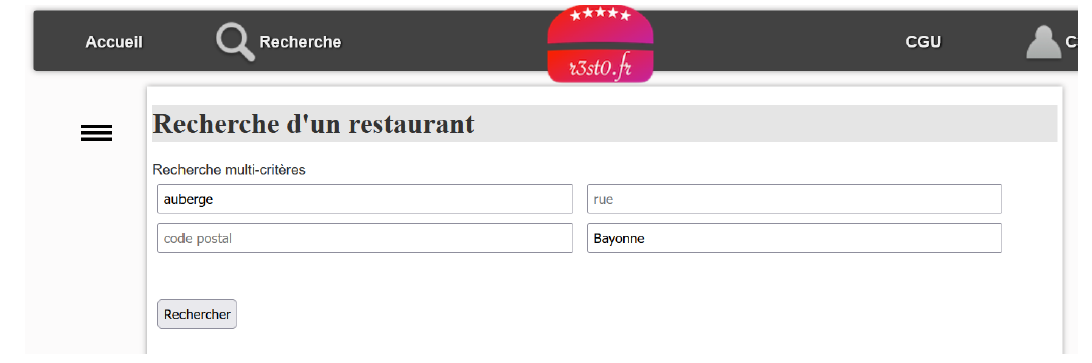 Accueil Recherche r3st0.fr CGU C
Recherche d'un restaurant
Recherche multi-critères
auberge rue
code postal Bayonne
Rechercher